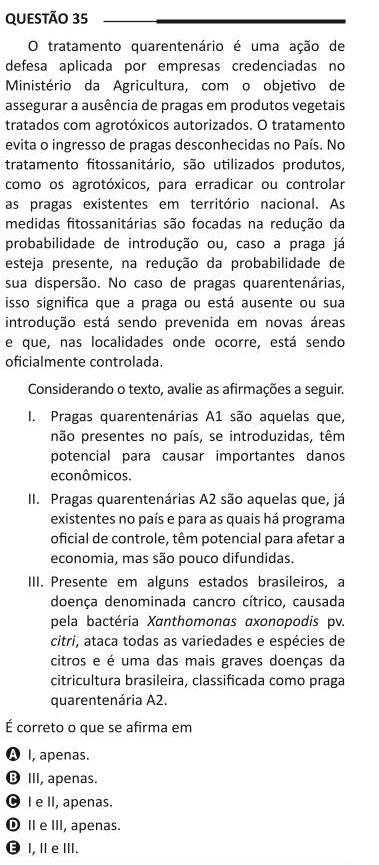 QUESTÃO 35
O tratamento quarentenário é uma ação de
defesa aplicada por empresas credenciadas no
Ministério da Agricultura, com o objetivo de
assegurar a ausência de pragas em produtos vegetais
tratados com agrotóxicos autorizados. O tratamento
evita o ingresso de pragas desconhecidas no País. No
tratamento fitossanitário, são utilizados produtos,
como os agrotóxicos, para erradicar ou controlar
as pragas existentes em território nacional. As
medidas fitossanitárias são focadas na redução da
probabilidade de introdução ou, caso a praga já
esteja presente, na redução da probabilidade de
sua dispersão. No caso de pragas quarentenárias,
isso significa que a praga ou está ausente ou sua
introdução está sendo prevenida em novas áreas
e que, nas localidades onde ocorre, está sendo
oficialmente controlada.
Considerando o texto, avalie as afirmações a seguir.
I. Pragas quarentenárias A1 são aquelas que,
não presentes no país, se introduzidas, têm
potencial para causar importantes danos
econômicos.
II. Pragas quarentenárias A2 são aquelas que, já
existentes no país e para as quais há programa
oficial de controle, têm potencial para afetar a
economia, mas são pouco difundidas.
III. Presente em alguns estados brasileiros, a
doença denominada cancro cítrico, causada
pela bactéria Xanthomonas axonopodis pv.
citri, ataca todas as variedades e espécies de
citros e é uma das mais graves doenças da
citricultura brasileira, classificada como praga
quarentenária A2.
É correto o que se afirma em
A I, apenas.
B III, apenas.
C I e II, apenas.
D II e III, apenas.
E I, II e III.